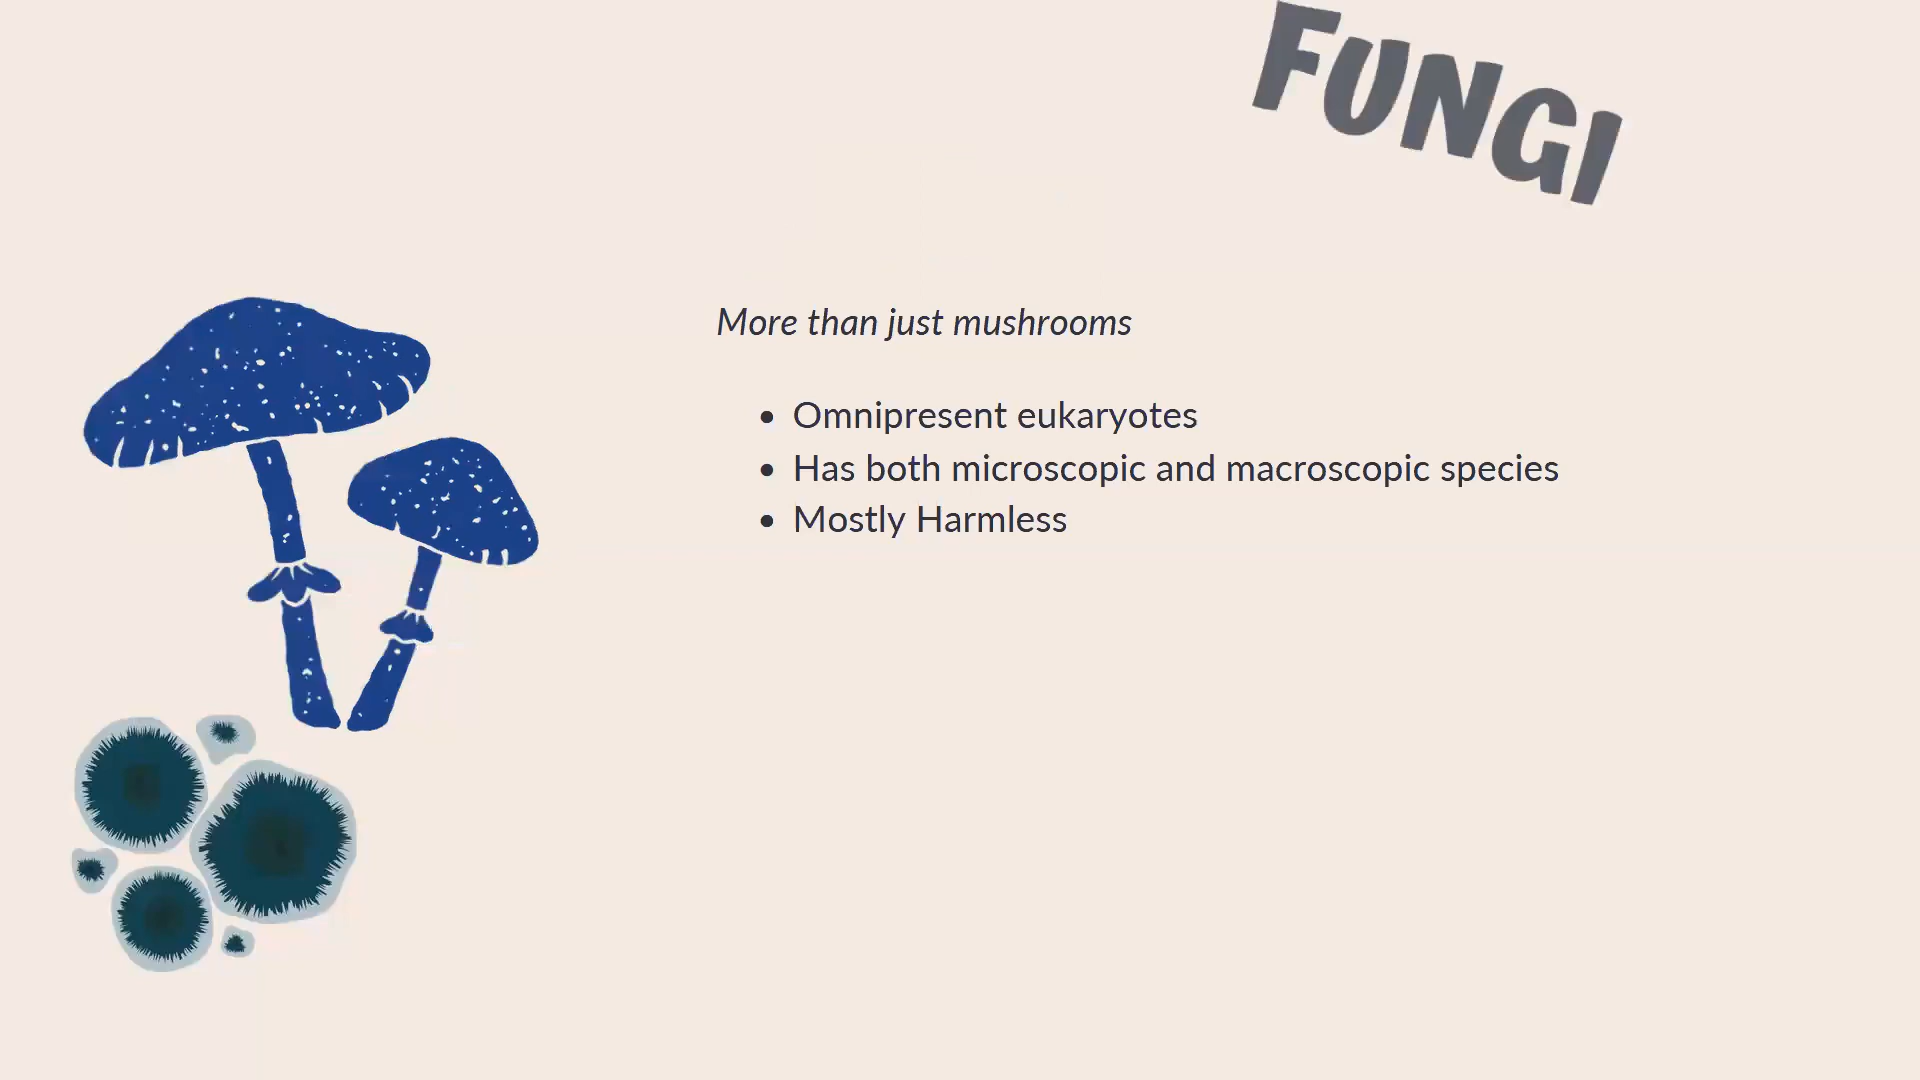 FUNGI
More than just mushrooms
• Omnipresent eukaryotes
• Has both microscopic and macroscopic species
• Mostly Harmless